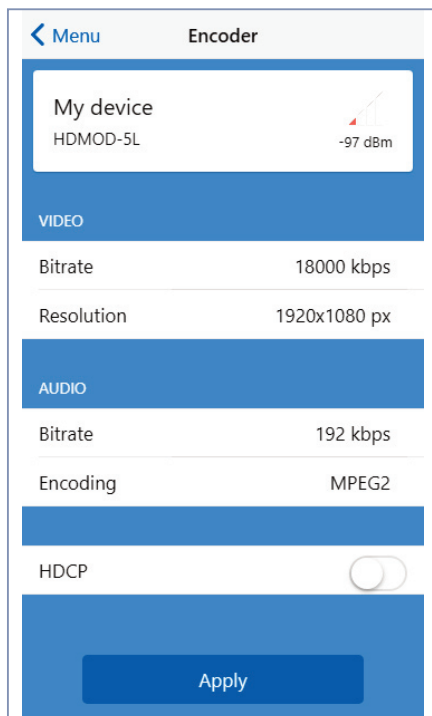 Menu Encoder
My device
HDMOD-5L
-97 dBm
VIDEO
Bitrate 18000 kbps
Resolution 1920x1080 px
AUDIO
Bitrate 192 kbps
Encoding MPEG2
HDCP
Apply